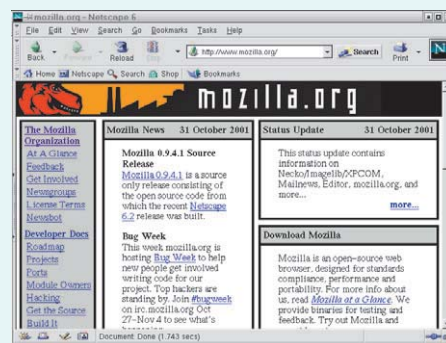 mozilla.org - Netscape 6
File Edit View Search Go Bookmarks Tasks Help
Back Forward Reload Stop http://www.mozilla.org/ Search Print N
Home Netscape Search Shop Bookmarks
mozilla.org
The Mozilla
Organization
At A Glance
Feedback
Get Involved
Newsgroups
License Terms
Newsbot
Developer Docs
Roadmap
Projects
Ports
Module Owners
Hacking
Get the Source
Build It
Mozilla News 31 October 2001
Mozilla 0.9.4.1 Source
Release
Mozilla 0.9.4.1 is a source
only release consisting of
the open source code from
which the recent Netscape
6.2 release was built.
Bug Week
This week mozilla.org is
hosting Bug Week to help
new people get involved
writing code for our
project. Top hackers are
standing by. Join #bugweek
on irc.mozilla.org Oct
27-Nov 4 to see what's
Status Update 31 October 2001
This status update contains
information on
Necko/Imagelib/XPCOM,
Mailnews, Editor, mozilla.org, and
more...
more...
Download Mozilla
Mozilla is an open-source web
browser, designed for standards
compliance, performance and
portability. For more info about
us, read Mozilla at a Glance. We
provide binaries for testing and
feedback. Try out Mozilla and
Document: Done (1.743 secs)